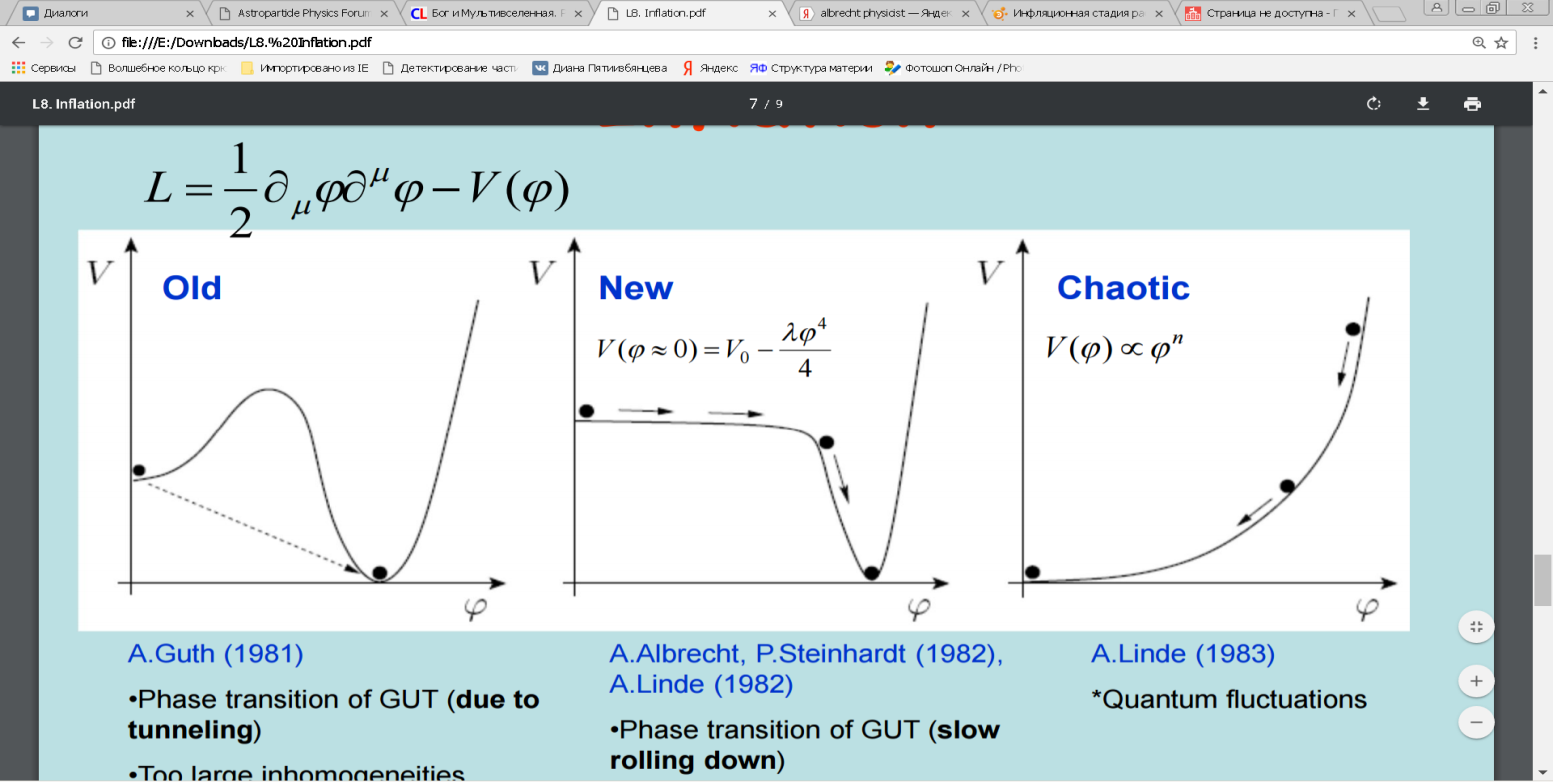 Диалоги
Astroparticle Physics Forum
CL Бог и Мультивселенная.
L8. Inflation.pdf
Я albrecht physicist — Яндек
Инфляционная стадия ра
Страница не доступна - Г
file:///E:/Downloads/L8.%20Inflation.pdf
Сервисы Волшебное кольцо крк Импортировано из IE Детектирование части Диана Пятиизбянцева Яндекс ЯФ Структура материи Фотошоп Онлайн / Pho
L8. Inflation.pdf 7 / 9
L = 1/2 ∂_μ φ ∂^μ φ − V(φ)
V Old φ
V New V(φ ≈ 0) = V₀ − λφ⁴/4 φ
V Chaotic V(φ) ∝ φⁿ φ
A.Guth (1981)
•Phase transition of GUT (due to
tunneling)
•Too large inhomogeneities
A.Albrecht, P.Steinhardt (1982),
A.Linde (1982)
•Phase transition of GUT (slow
rolling down)
A.Linde (1983)
*Quantum fluctuations